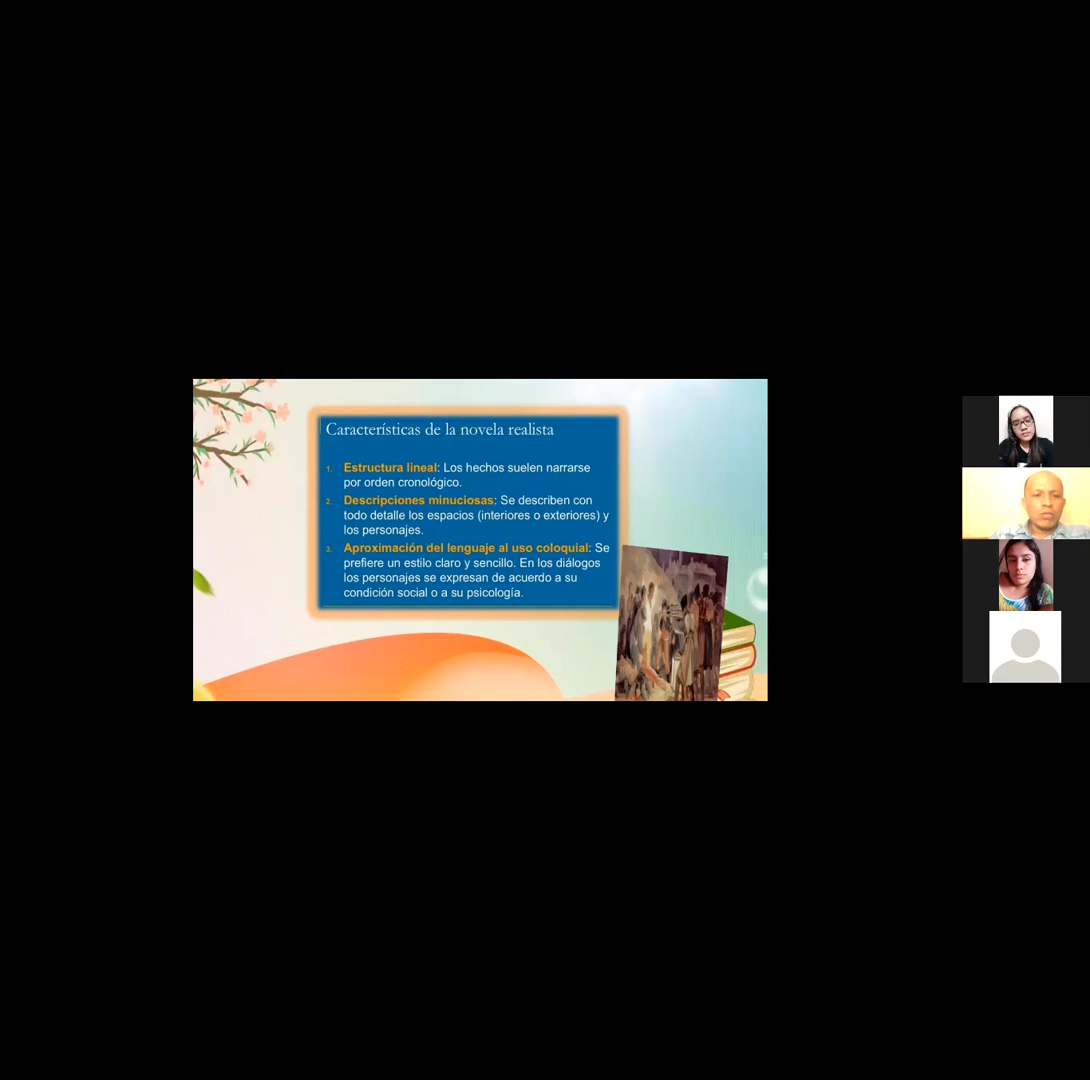 Características de la novela realista
1. Estructura lineal: Los hechos suelen narrarse
por orden cronológico.
2. Descripciones minuciosas: Se describen con
todo detalle los espacios (interiores o exteriores) y
los personajes.
3. Aproximación del lenguaje al uso coloquial: Se
prefiere un estilo claro y sencillo. En los diálogos
los personajes se expresan de acuerdo a su
condición social o a su psicología.